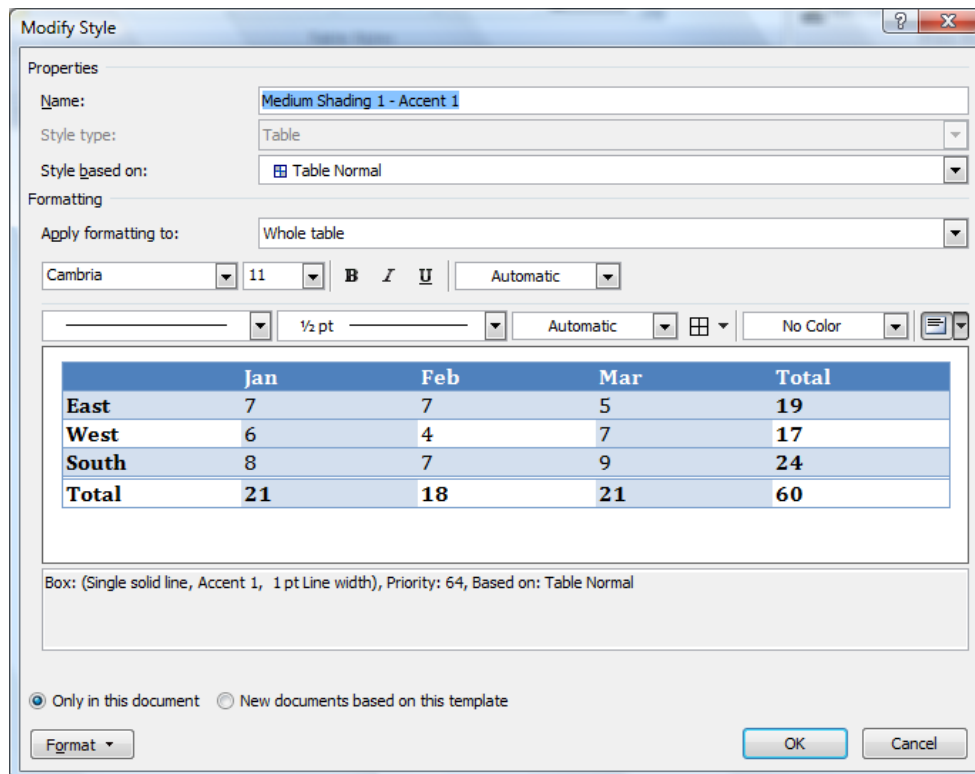 Modify Style
Properties
Name: Medium Shading 1 - Accent 1
Style type: Table
Style based on: Table Normal
Formatting
Apply formatting to: Whole table
Cambria 11 B I U Automatic
½ pt Automatic No Color
Jan Feb Mar Total
East 7 7 5 19
West 6 4 7 17
South 8 7 9 24
Total 21 18 21 60
Box: (Single solid line, Accent 1,  1 pt Line width), Priority: 64, Based on: Table Normal
Only in this document New documents based on this template
Format OK Cancel